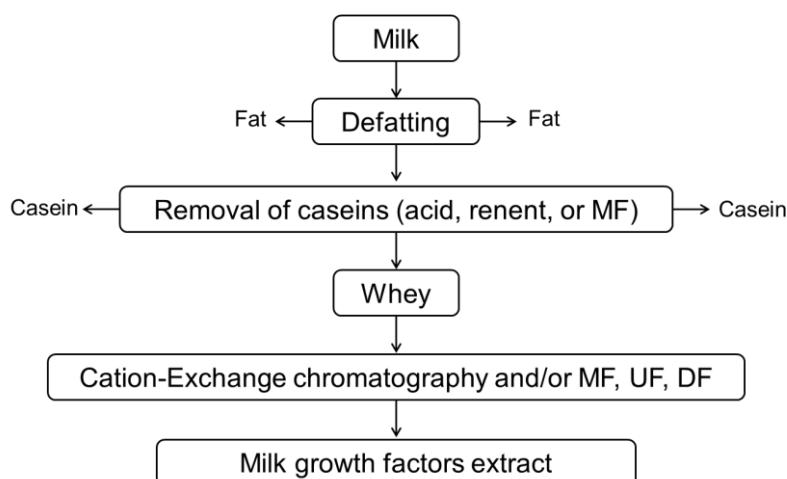 Milk
Fat
Defatting
Fat
Casein
Removal of caseins (acid, renent, or MF)
Casein
Whey
Cation-Exchange chromatography and/or MF, UF, DF
Milk growth factors extract